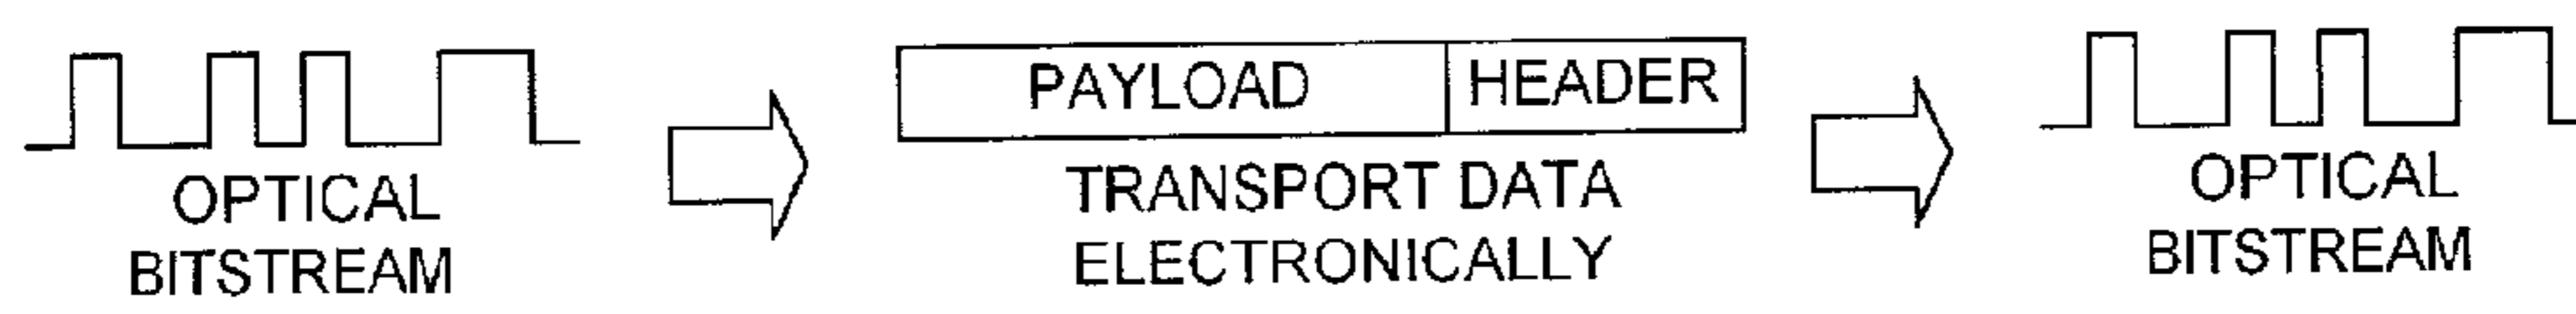 PAYLOAD HEADER
OPTICAL
BITSTREAM
TRANSPORT DATA
ELECTRONICALLY
OPTICAL
BITSTREAM